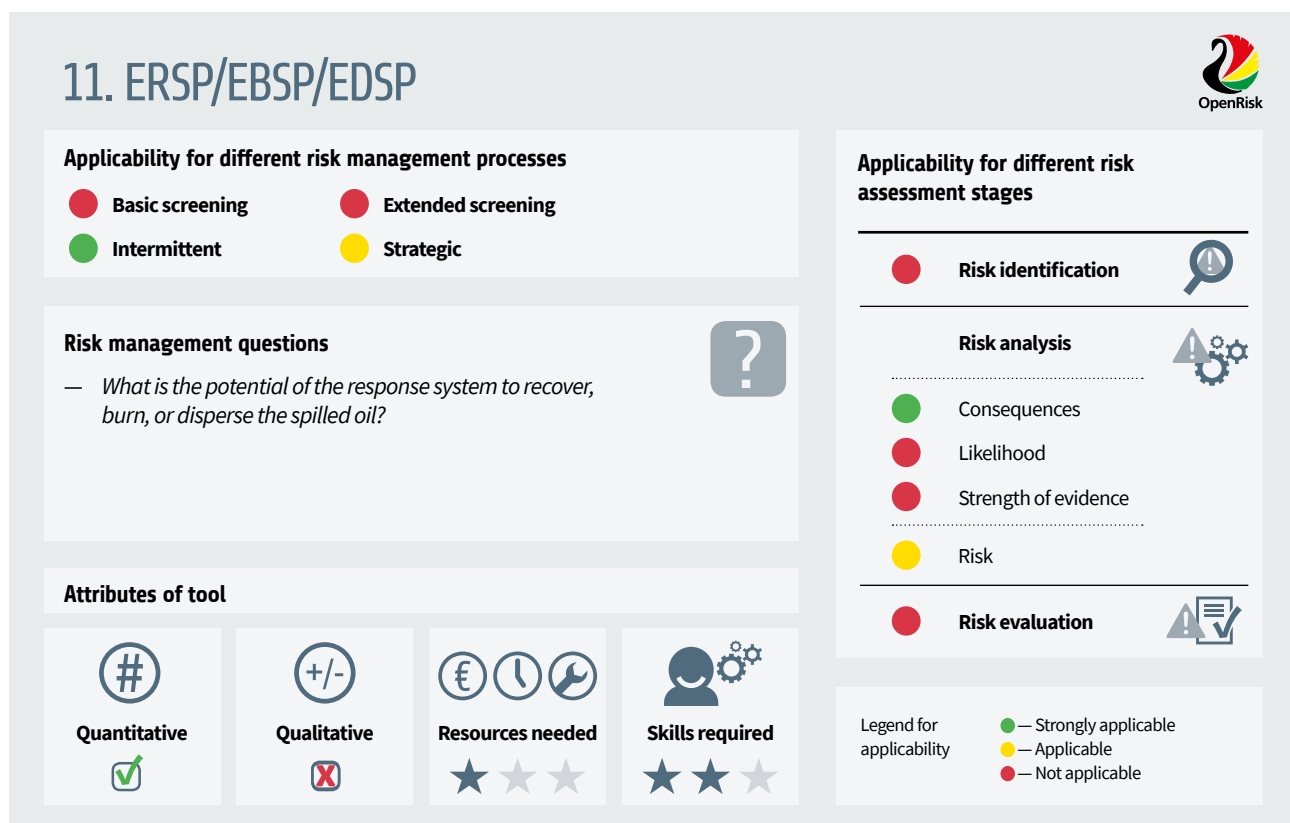 11. ERSP/EBSP/EDSP
OpenRisk
Applicability for different risk management processes
Basic screening
Extended screening
Intermittent
Strategic
Risk management questions
?
— What is the potential of the response system to recover,
burn, or disperse the spilled oil?
Attributes of tool
#
Quantitative
+/-
Qualitative
X
€
Resources needed
Skills required
Applicability for different risk
assessment stages
Risk identification
Risk analysis
Consequences
Likelihood
Strength of evidence
Risk
Risk evaluation
Legend for
applicability
— Strongly applicable
— Applicable
— Not applicable